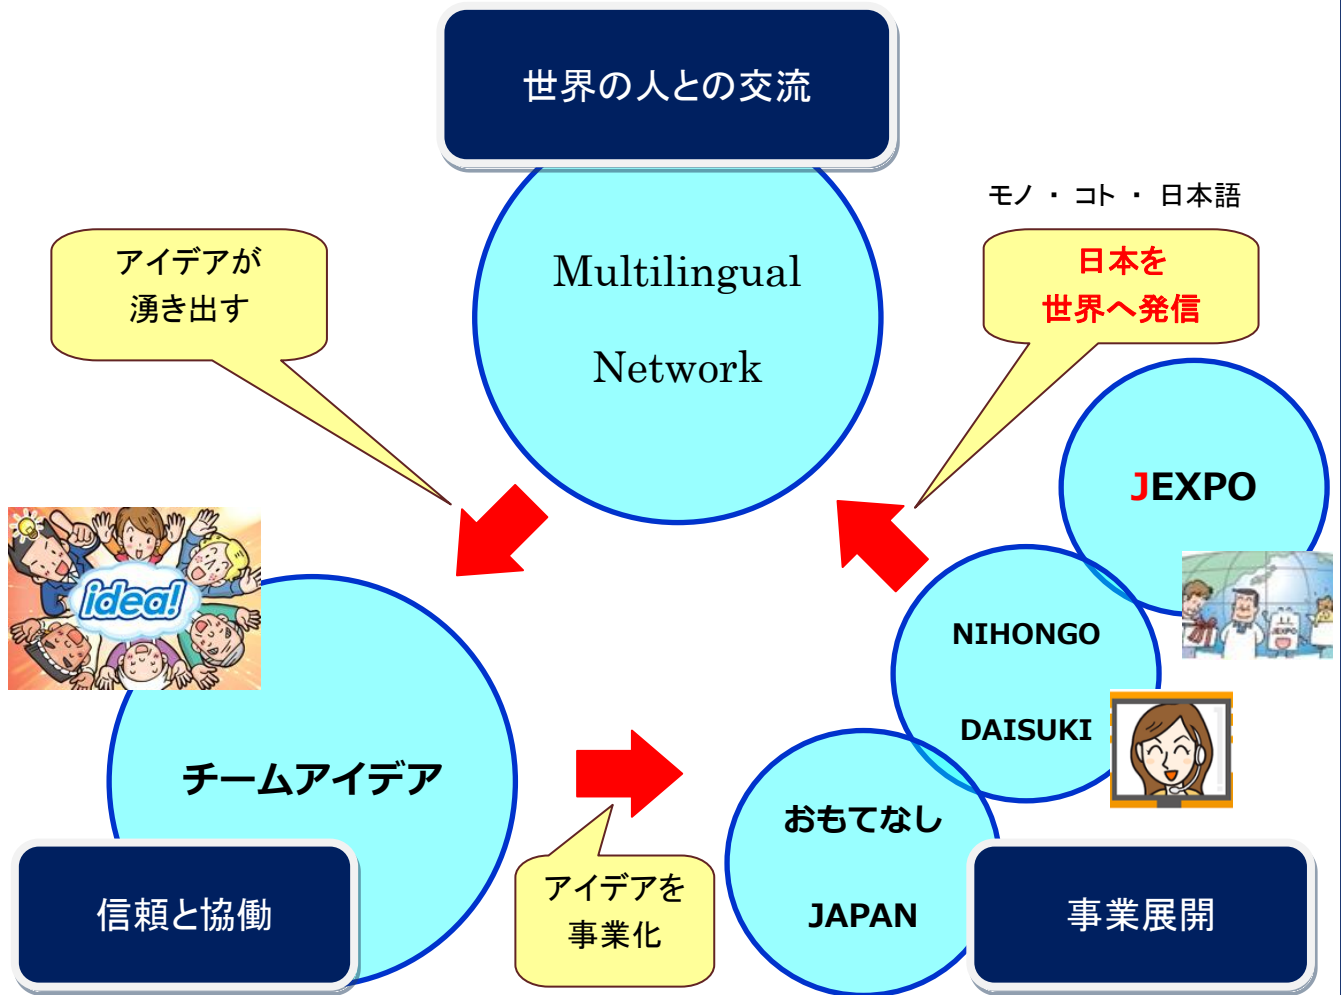 世界の人との交流
Multilingual
Network
モノ ・ コト ・ 日本語
アイデアが
湧き出す
日本を
世界へ発信
JEXPO
idea!
JEXPO
NIHONGO
DAISUKI
チームアイデア
おもてなし
JAPAN
アイデアを
事業化
信頼と協働
事業展開